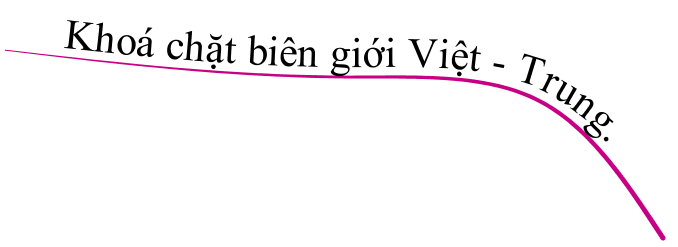 Khoá chặt biên giới Việt - Trung.